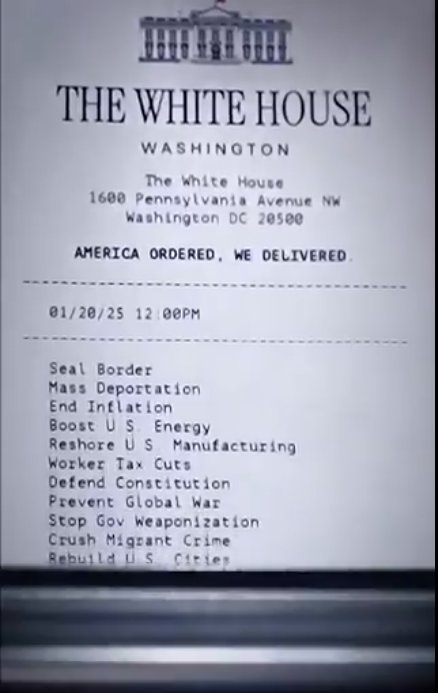 THE WHITE HOUSE
WASHINGTON
The White House
1600 Pennsylvania Avenue NW
Washington DC 20500
AMERICA ORDERED, WE DELIVERED.
01/20/25 12:00PM
Seal Border
Mass Deportation
End Inflation
Boost U.S. Energy
Reshore U.S. Manufacturing
Worker Tax Cuts
Defend Constitution
Prevent Global War
Stop Gov Weaponization
Crush Migrant Crime
Rebuild U.S. Cities